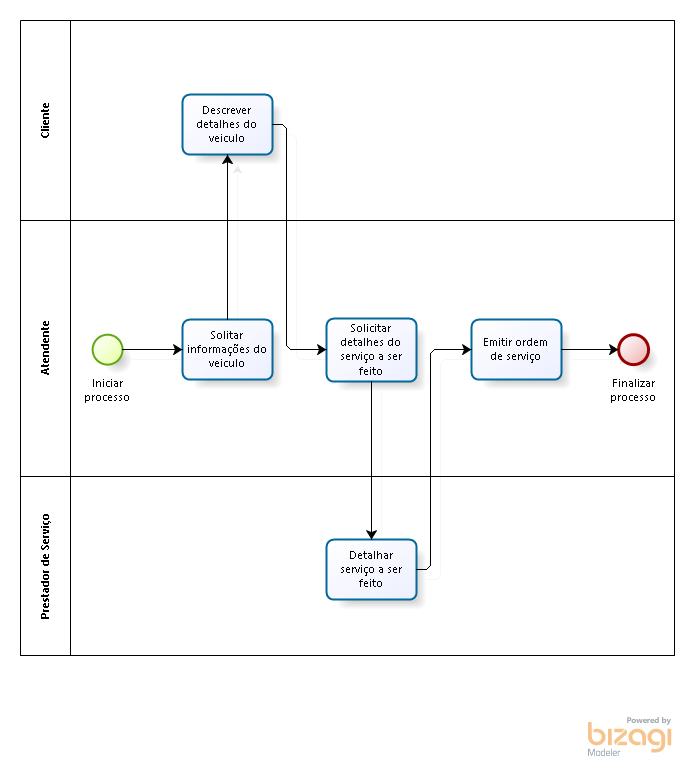 Cliente
Descrever
detalhes do
veiculo
Atendente
Iniciar
processo
Solitar
informações do
veiculo
Solicitar
detalhes do
serviço a ser
feito
Emitir ordem
de serviço
Finalizar
processo
Prestador de Serviço
Detalhar
serviço a ser
feito
Powered by
bizagi
Modeler